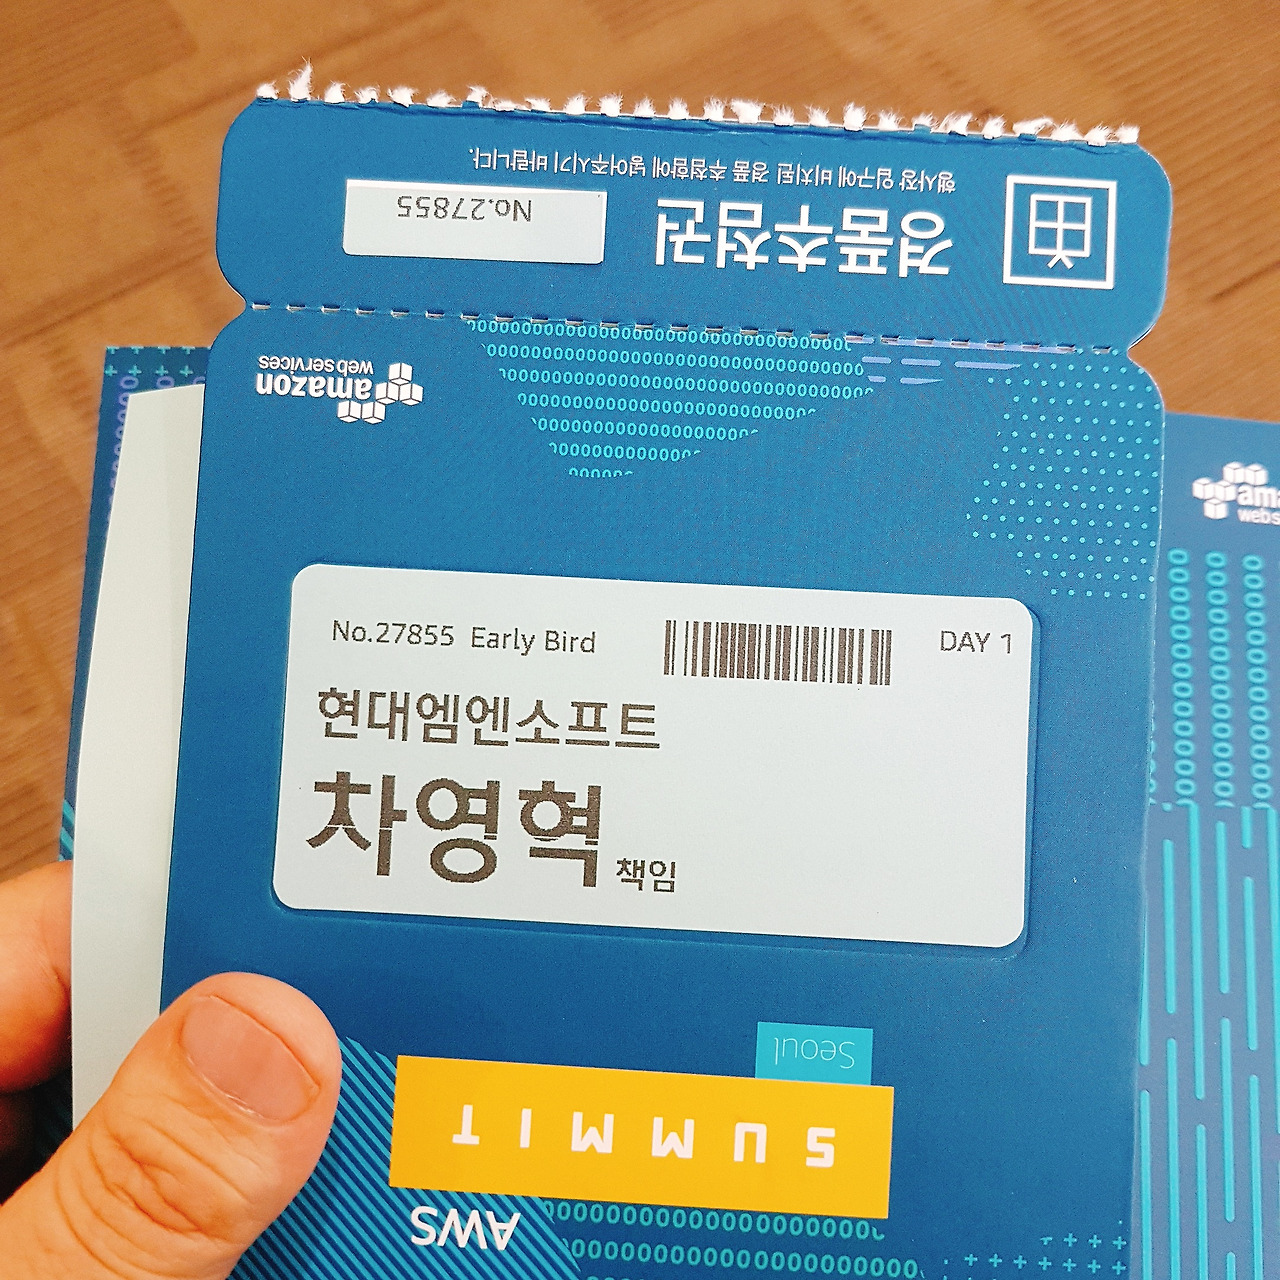 행사장 입구에 비치된 경품 추첨함에 넣어주시기 바랍니다.
경품추첨권
No.27855
amazon
webservices
No.27855 Early Bird
DAY 1
현대엠엔소프트
차영혁 책임
Seoul
SUMMIT
AWS